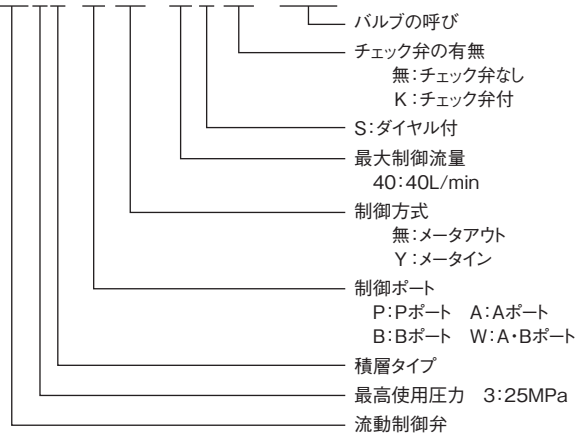 バルブの呼び
チェック弁の有無
無：チェック弁なし
K：チェック弁付
S：ダイヤル付
最大制御流量
40：40L/min
制御方式
無：メータアウト
Y：メータイン
制御ポート
P：Pポート　A：Aポート
B：Bポート　W：A・Bポート
積層タイプ
最高使用圧力　3：25MPa
流動制御弁